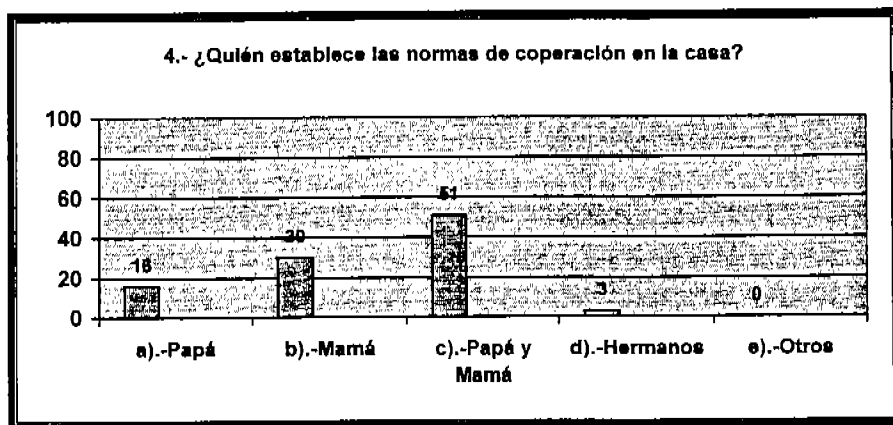 4.- ¿Quién establece las normas de coperación en la casa?
100
80
60
40
20
0
16
30
51
3
0
a).-Papá
b).-Mamá
c).-Papá y
Mamá
d).-Hermanos
e).-Otros